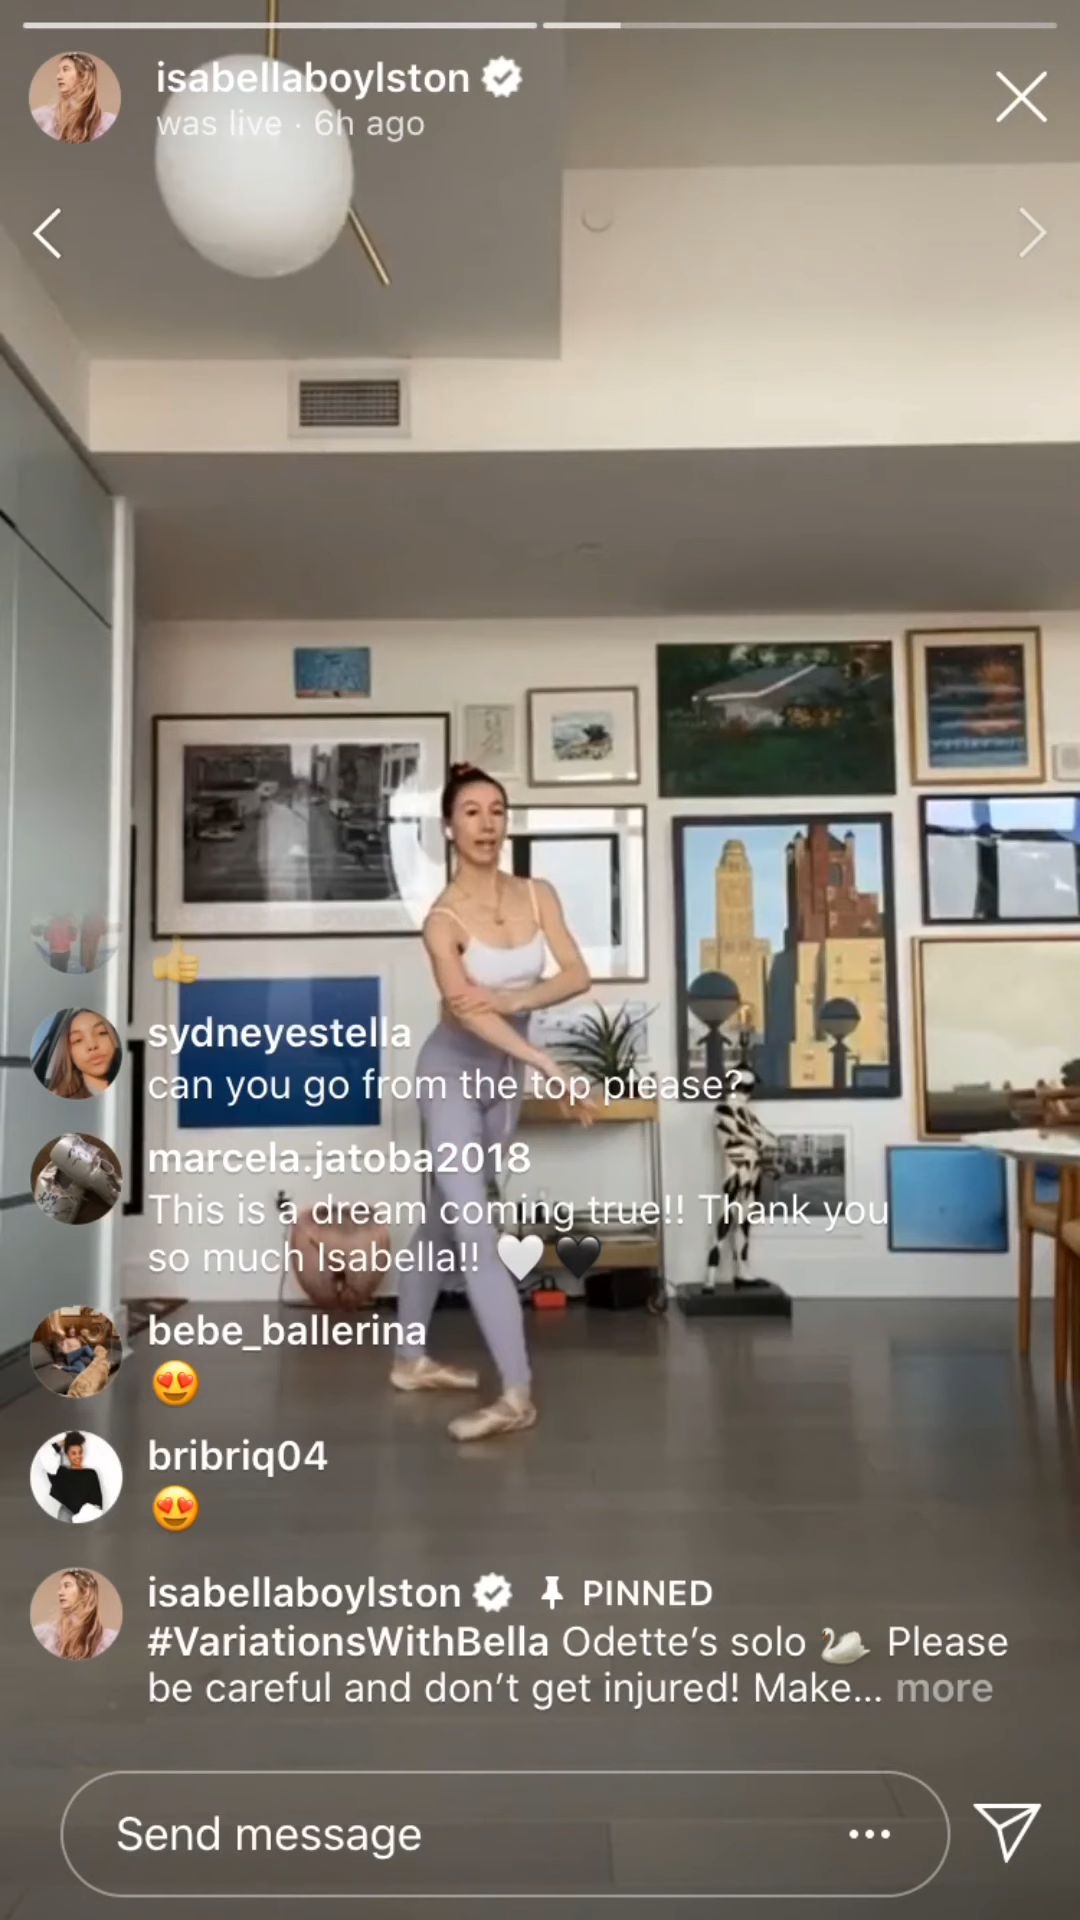 isabellaboylston
was live · 6h ago
👍
sydneyestella
can you go from the top please?
marcela.jatoba2018
This is a dream coming true!! Thank you
so much Isabella!! 🤍🖤
bebe_ballerina
😍
bribriq04
😍
isabellaboylston PINNED
#VariationsWithBella Odette’s solo 🦢 Please
be careful and don’t get injured! Make... more
Send message